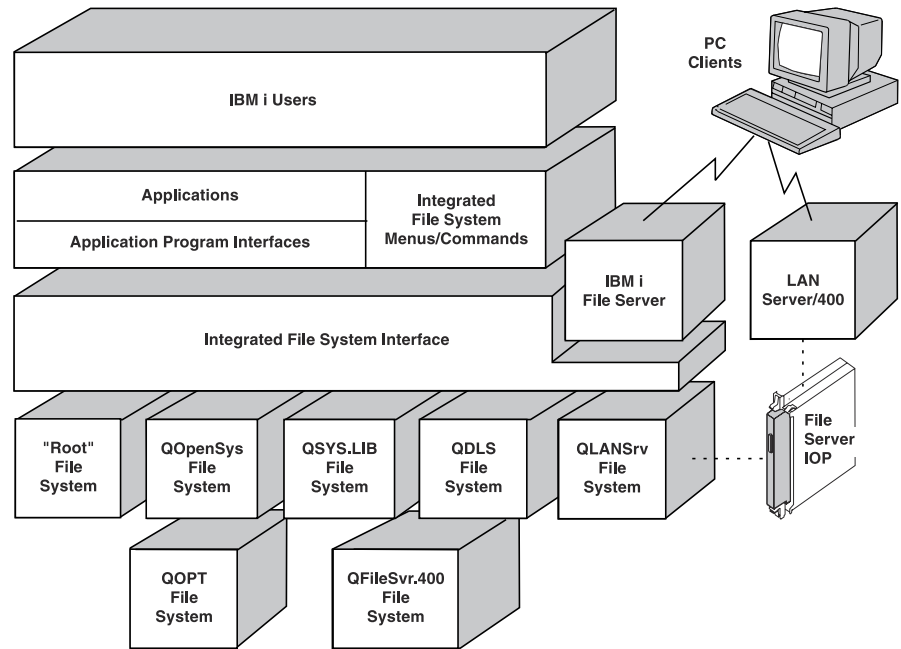 PC
Clients
IBM i Users
Applications
Application Program Interfaces
Integrated
File System
Menus/Commands
IBM i
File Server
LAN
Server/400
Integrated File System Interface
"Root"
File
System
QOpenSys
File
System
QSYS.LIB
File
System
QDLS
File
System
QLANSrv
File
System
File
Server
IOP
QOPT
File
System
QFileSvr.400
File
System